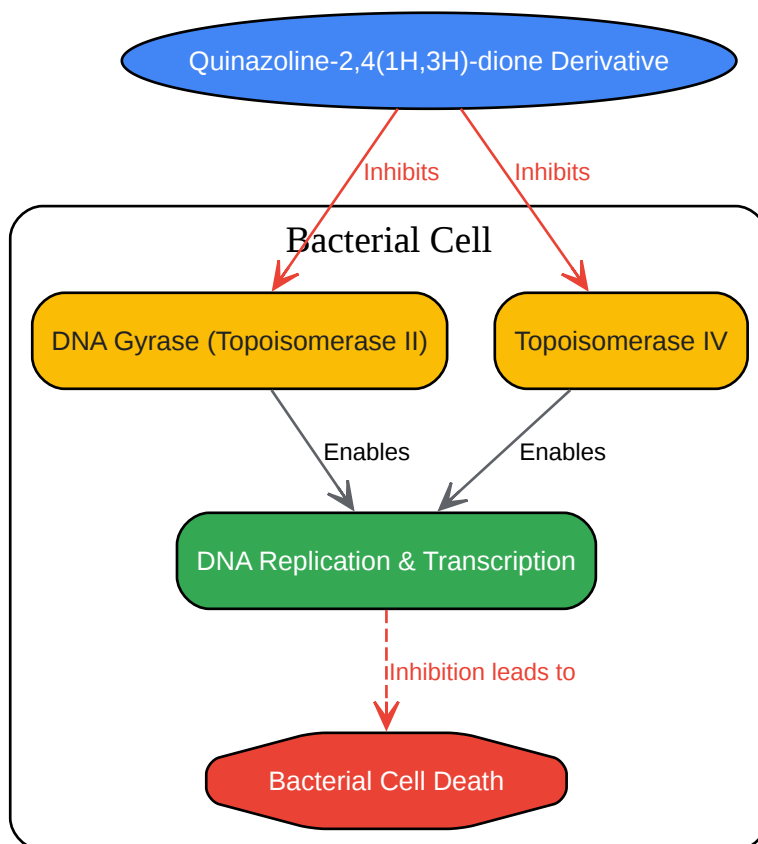 Quinazoline-2,4(1H,3H)-dione Derivative
Inhibits
Inhibits
Bacterial Cell
DNA Gyrase (Topoisomerase II)
Topoisomerase IV
Enables
Enables
DNA Replication & Transcription
Inhibition leads to
Bacterial Cell Death